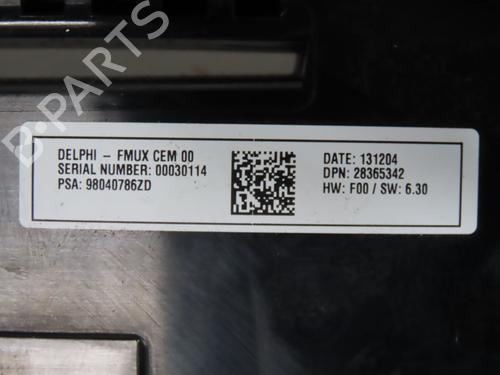 DELPHI – FMUX CEM 00
SERIAL NUMBER: 00030114
PSA: 98040786ZD
DATE: 131204
DPN: 28365342
HW: F00 / SW: 6.30
B-PARTS